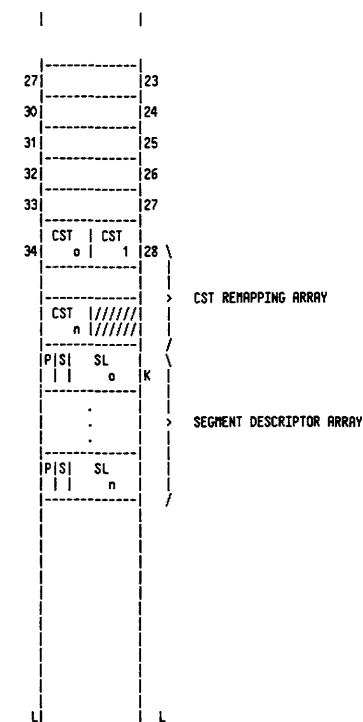 27 23
30 24
31 25
32 26
33 27
CST | CST
34 o | 1 28
> CST REMAPPING ARRAY
CST |//////
n |//////
P|S| SL
| | o K
.
. > SEGMENT DESCRIPTOR ARRAY
.
P|S| SL
| | n
L L